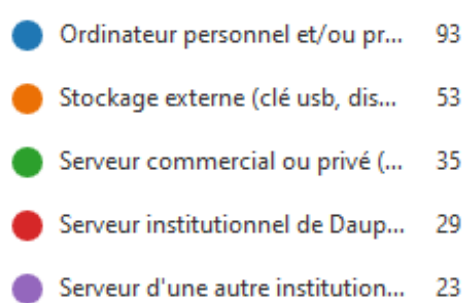 Ordinateur personnel et/ou pr... 93
Stockage externe (clé usb, dis... 53
Serveur commercial ou privé (... 35
Serveur institutionnel de Daup... 29
Serveur d'une autre institution... 23